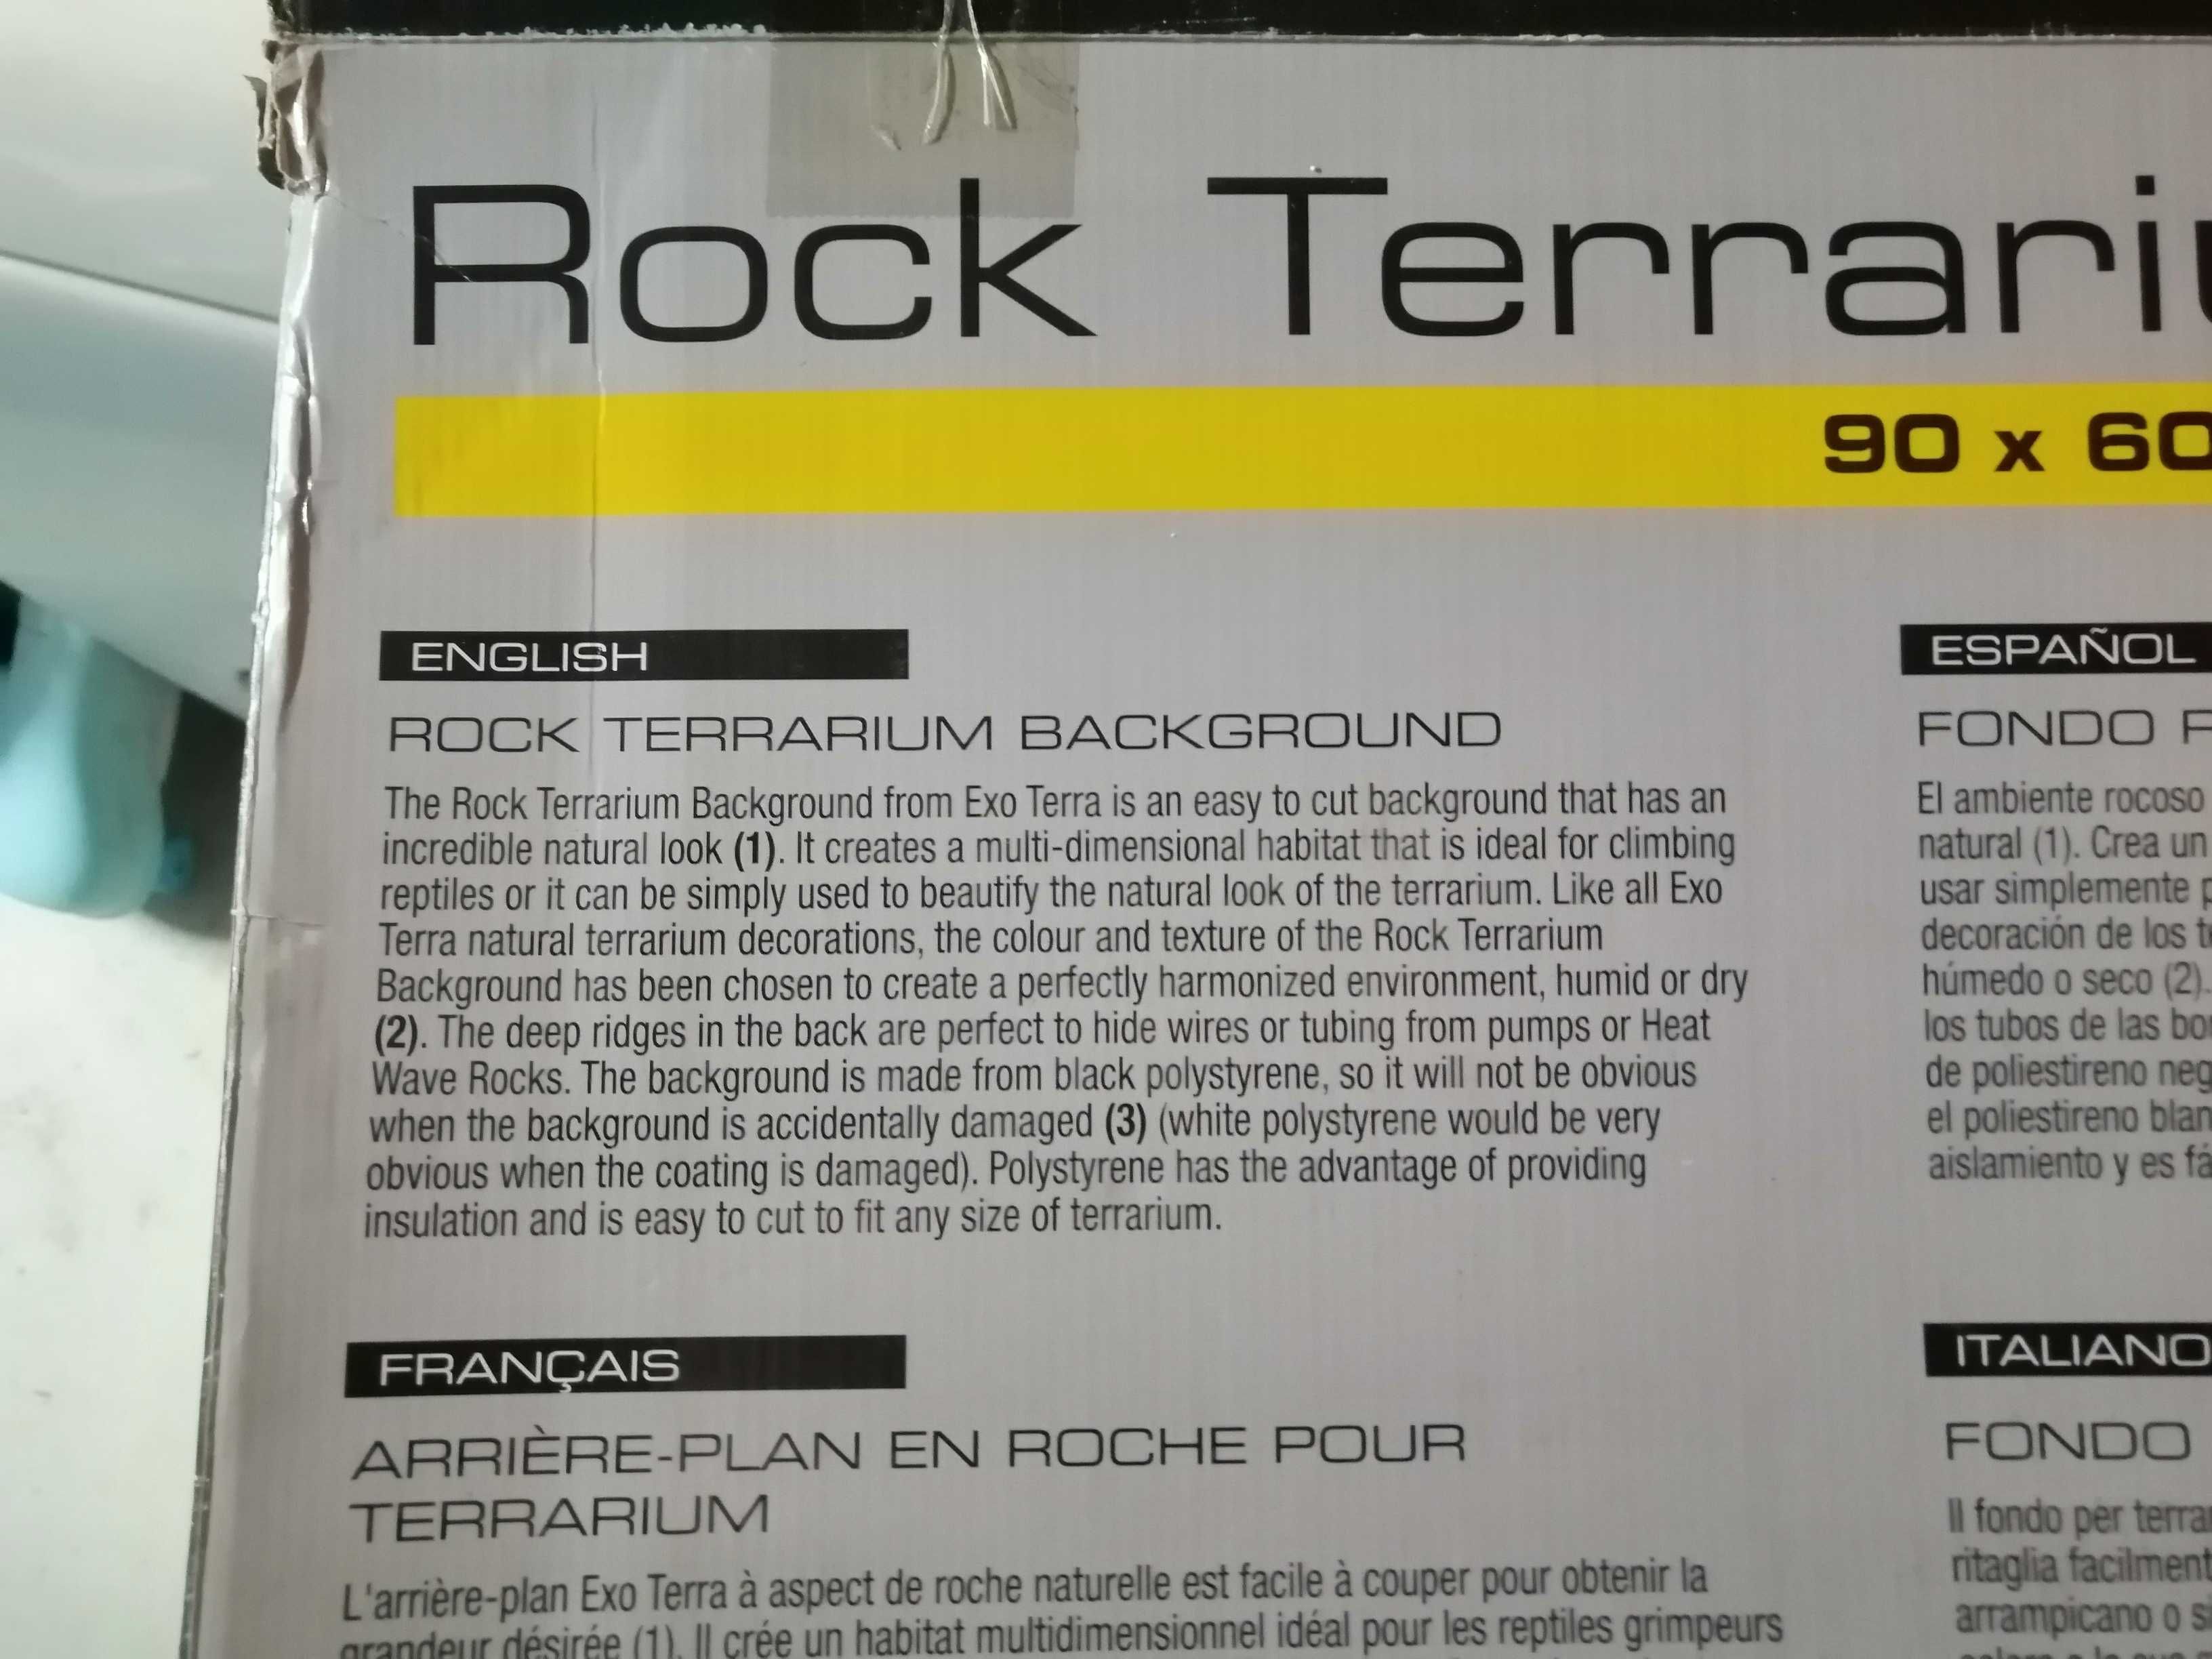 Rock
90 x 60
ENGLISH
ROCK TERRARIUM BACKGROUND
The Rock Terrarium Background from Exo Terra is an easy to cut background that has an
incredible natural look (1). It creates a multi-dimensional habitat that is ideal for climbing
reptiles or it can be simply used to beautify the natural look of the terrarium. Like all Exo
Terra natural terrarium decorations, the colour and texture of the Rock Terrarium
Background has been chosen to create a perfectly harmonized environment, humid or dry
(2). The deep ridges in the back are perfect to hide wires or tubing from pumps or Heat
Wave Rocks. The background is made from black polystyrene, so it will not be obvious
when the background is accidentally damaged (3) (white polystyrene would be very
obvious when the coating is damaged). Polystyrene has the advantage of providing
insulation and is easy to cut to fit any size of terrarium.
FRANÇAIS
ARRIÈRE-PLAN EN ROCHE POUR
TERRARIUM
L'arrière-plan Exo Terra à aspect de roche naturelle est facile à couper pour obtenir la
grandeur désirée (1). Il crée un habitat multidimensionnel idéal pour les reptiles grimpeurs
ESPAÑOL
FONDO
El ambiente rocoso
natural (1). Crea un
usar simplemente
decoración de los
húmedo o seco (2).
los tubos de las
de poliestireno
el poliestireno
aislamiento y es
ITALIANO
FONDO
Il fondo per
ritaglia
arrampicano o